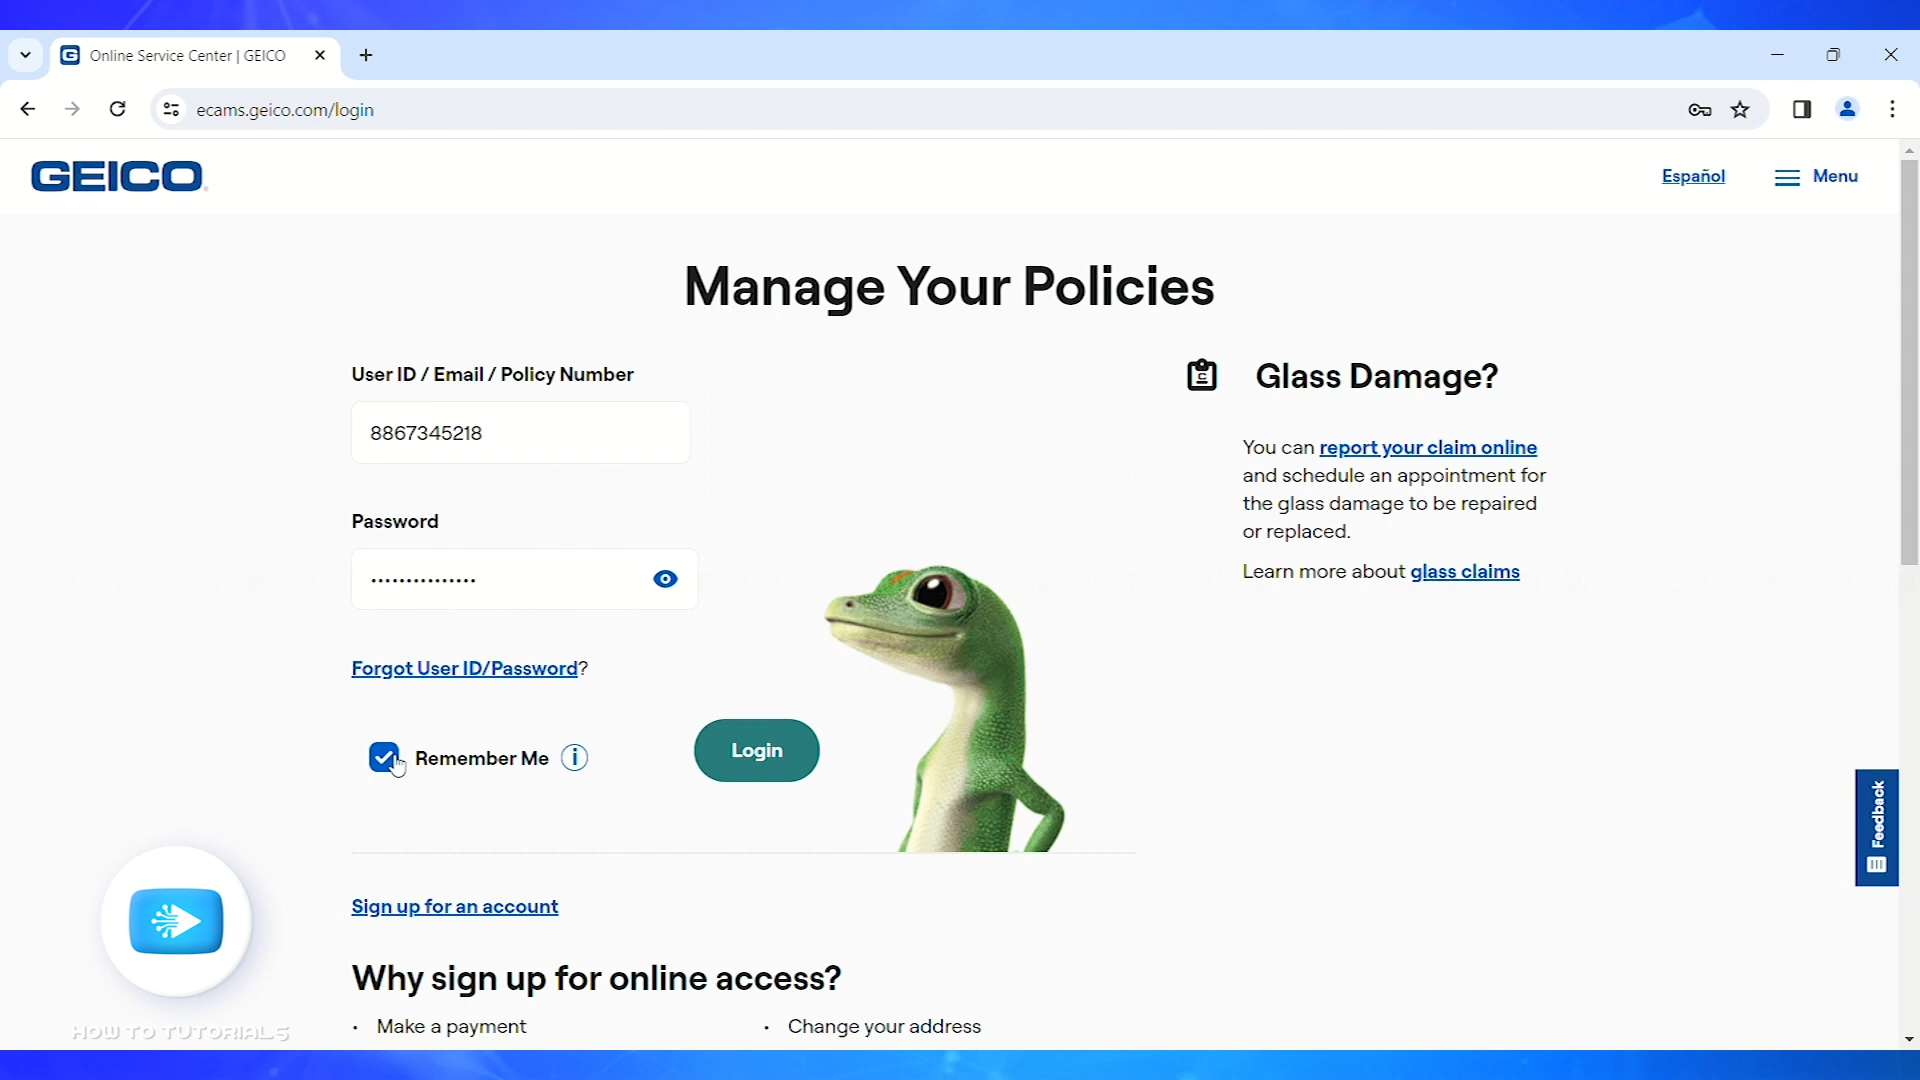 Online Service Center | GEICO
ecams.geico.com/login
GEICO
Español
Menu
Manage Your Policies
User ID / Email / Policy Number
8867345218
Password
•••••••••••••••
Forgot User ID/Password?
Remember Me
Login
Glass Damage?
You can report your claim online
and schedule an appointment for
the glass damage to be repaired
or replaced.
Learn more about glass claims
Feedback
Sign up for an account
Why sign up for online access?
• Make a payment
• Change your address
HOW TO TUTORIALS